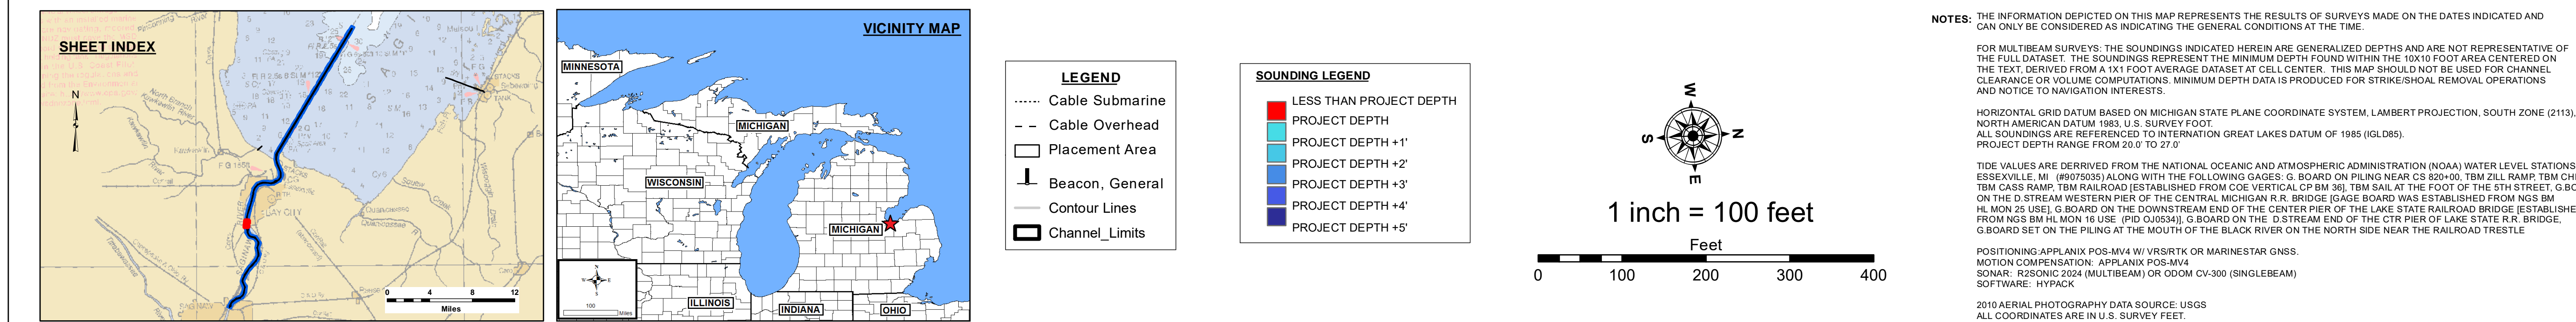 SHEET INDEX
N
BAY CITY
0 4 8 12
Miles
VICINITY MAP
MINNESOTA
MICHIGAN
WISCONSIN
MICHIGAN
ILLINOIS
INDIANA
OHIO
N
W E
S
100
Miles
LEGEND
Cable Submarine
Cable Overhead
Placement Area
Beacon, General
Contour Lines
Channel_Limits
SOUNDING LEGEND
LESS THAN PROJECT DEPTH
PROJECT DEPTH
PROJECT DEPTH +1'
PROJECT DEPTH +2'
PROJECT DEPTH +3'
PROJECT DEPTH +4'
PROJECT DEPTH +5'
W
S N
E
1 inch = 100 feet
Feet
0 100 200 300 400
NOTES: THE INFORMATION DEPICTED ON THIS MAP REPRESENTS THE RESULTS OF SURVEYS MADE ON THE DATES INDICATED AND
CAN ONLY BE CONSIDERED AS INDICATING THE GENERAL CONDITIONS AT THE TIME.
FOR MULTIBEAM SURVEYS: THE SOUNDINGS INDICATED HEREIN ARE GENERALIZED DEPTHS AND ARE NOT REPRESENTATIVE OF
THE FULL DATASET. THE SOUNDINGS REPRESENT THE MINIMUM DEPTH FOUND WITHIN THE 10X10 FOOT AREA CENTERED ON
THE TEXT, DERIVED FROM A 1X1 FOOT AVERAGE DATASET AT CELL CENTER. THIS MAP SHOULD NOT BE USED FOR CHANNEL
CLEARANCE OR VOLUME COMPUTATIONS. MINIMUM DEPTH DATA IS PRODUCED FOR STRIKE/SHOAL REMOVAL OPERATIONS
AND NOTICE TO NAVIGATION INTERESTS.
HORIZONTAL GRID DATUM BASED ON MICHIGAN STATE PLANE COORDINATE SYSTEM, LAMBERT PROJECTION, SOUTH ZONE (2113),
NORTH AMERICAN DATUM 1983, U.S. SURVEY FOOT.
ALL SOUNDINGS ARE REFERENCED TO INTERNATION GREAT LAKES DATUM OF 1985 (IGLD85).
PROJECT DEPTH RANGE FROM 20.0' TO 27.0'
TIDE VALUES ARE DERRIVED FROM THE NATIONAL OCEANIC AND ATMOSPHERIC ADMINISTRATION (NOAA) WATER LEVEL STATIONS
ESSEXVILLE, MI (#9075035) ALONG WITH THE FOLLOWING GAGES: G. BOARD ON PILING NEAR CS 820+00, TBM ZILL RAMP, TBM CHE
TBM CASS RAMP, TBM RAILROAD [ESTABLISHED FROM COE VERTICAL CP BM 36], TBM SAIL AT THE FOOT OF THE 5TH STREET, G.BO
ON THE D.STREAM WESTERN PIER OF THE CENTRAL MICHIGAN R.R. BRIDGE [GAGE BOARD WAS ESTABLISHED FROM NGS BM
HL MON 25 USE], G.BOARD ON THE DOWNSTREAM END OF THE CENTER PIER OF THE LAKE STATE RAILROAD BRIDGE [ESTABLISHE
FROM NGS BM HL MON 16 USE (PID OJ0534)], G.BOARD ON THE D.STREAM END OF THE CTR PIER OF LAKE STATE R.R. BRIDGE,
G.BOARD SET ON THE PILING AT THE MOUTH OF THE BLACK RIVER ON THE NORTH SIDE NEAR THE RAILROAD TRESTLE
POSITIONING:APPLANIX POS-MV4 W/ VRS/RTK OR MARINESTAR GNSS.
MOTION COMPENSATION: APPLANIX POS-MV4
SONAR: R2SONIC 2024 (MULTIBEAM) OR ODOM CV-300 (SINGLEBEAM)
SOFTWARE: HYPACK
2010 AERIAL PHOTOGRAPHY DATA SOURCE: USGS
ALL COORDINATES ARE IN U.S. SURVEY FEET.